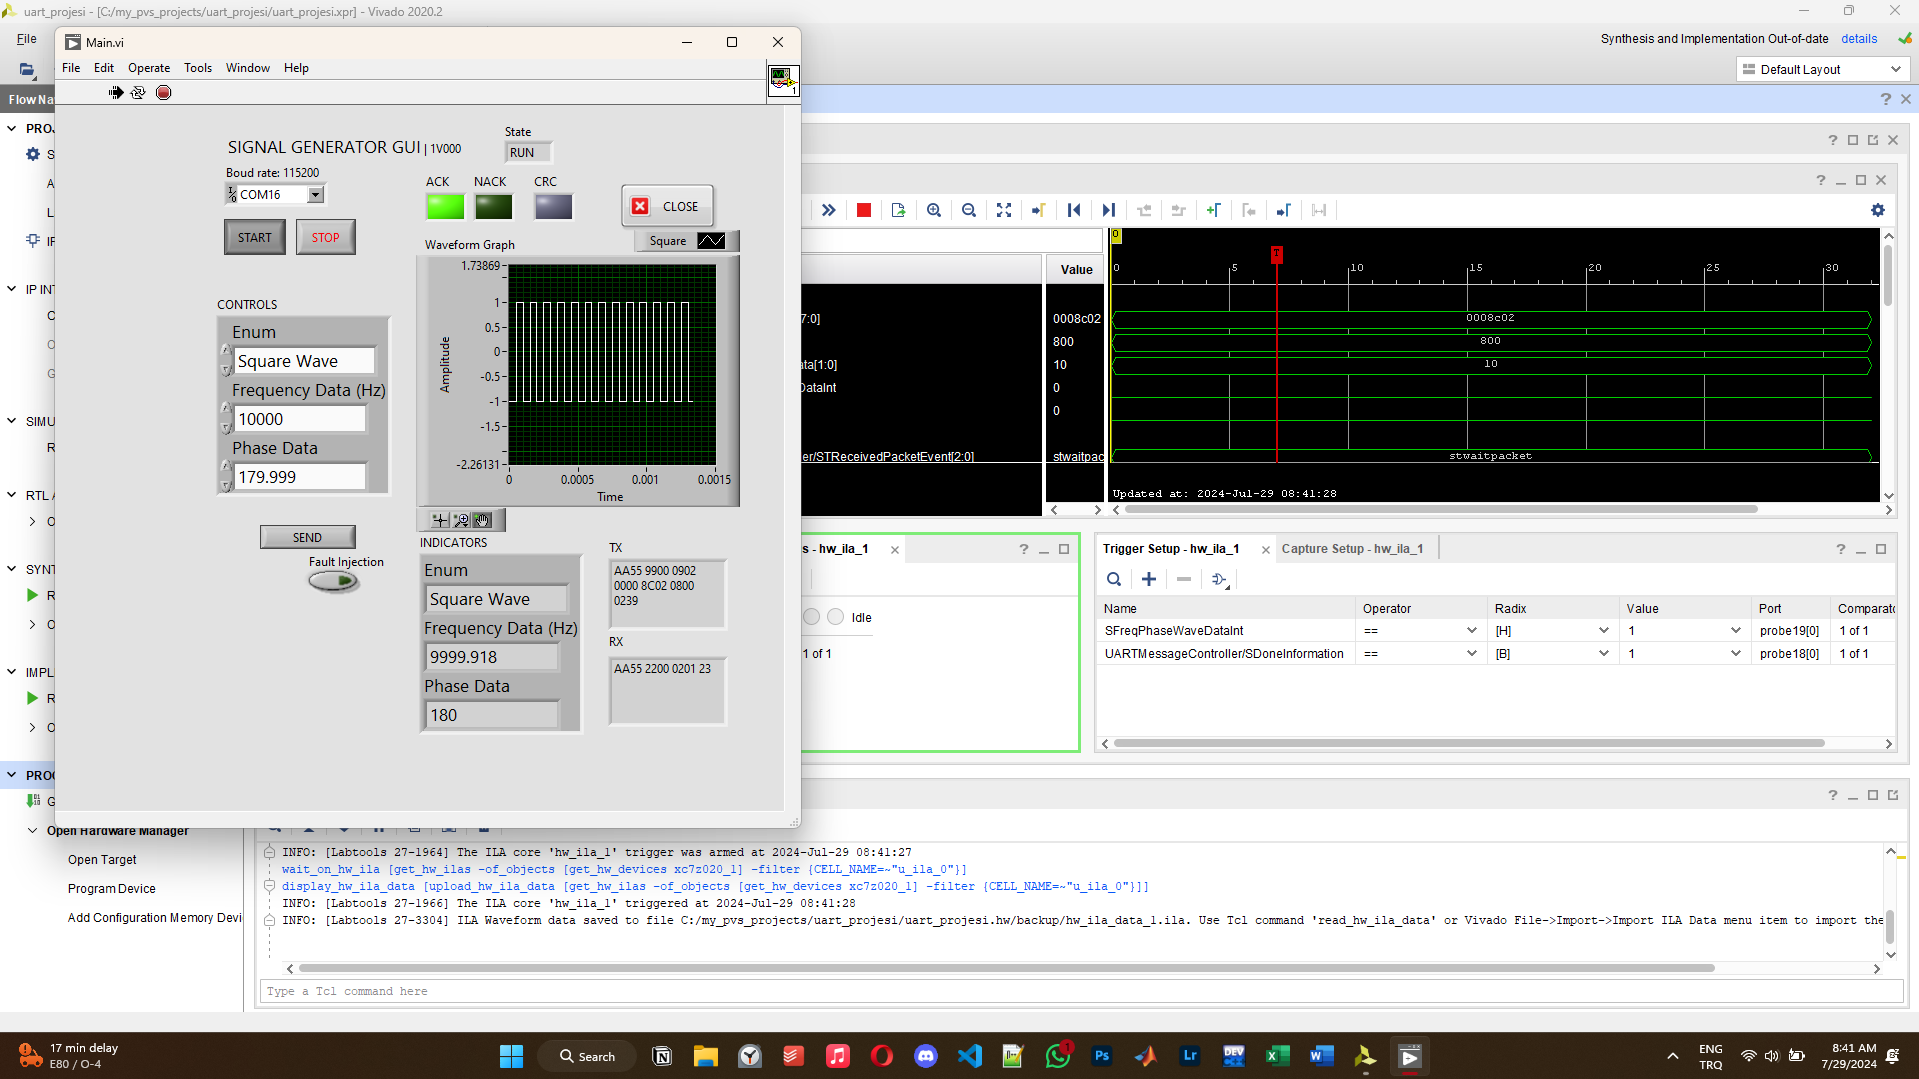 uart_projesi - [C:/my_pvs_projects/uart_projesi/uart_projesi.xpr] - Vivado 2020.2
File
Synthesis and Implementation Out-of-date details
Default Layout
Main.vi
File Edit Operate Tools Window Help
1
SIGNAL GENERATOR GUI | 1V000
State
RUN
Boud rate: 115200
COM16
ACK NACK CRC
CLOSE
START STOP
Waveform Graph
Square
1.73869
1
0.5
0
-0.5
-1
-1.5
-2.26131
Amplitude
0 0.0005 0.001 0.0015
Time
CONTROLS
Enum
Square Wave
Frequency Data (Hz)
10000
Phase Data
179.999
SEND
Fault Injection
INDICATORS
Enum
Square Wave
Frequency Data (Hz)
9999.918
Phase Data
180
TX
AA55 9900 0902
0000 8C02 0800
0239
RX
AA55 2200 0201 23
Flow Na
PROJ
S
A
L
IP
IP INT
O
O
G
SIMU
R
RTL A
O
SYNT
R
O
IMPL
R
O
PROG
G
Open Hardware Manager
Open Target
Program Device
Add Configuration Memory Devi
Value
7:0]
0008c02
800
ata[1:0]
10
DataInt
0
0
er/STReceivedPacketEvent[2:0]
stwaitpac
0
T
0 5 10 15 20 25 30
0008c02
800
10
stwaitpacket
Updated at: 2024-Jul-29 08:41:28
s - hw_ila_1
Idle
1 of 1
Trigger Setup - hw_ila_1
Capture Setup - hw_ila_1
Name Operator Radix Value Port Comparato
SFreqPhaseWaveDataInt == [H] 1 probe19[0] 1 of 1
UARTMessageController/SDoneInformation == [B] 1 probe18[0] 1 of 1
INFO: [Labtools 27-1964] The ILA core 'hw_ila_1' trigger was armed at 2024-Jul-29 08:41:27
wait_on_hw_ila [get_hw_ilas -of_objects [get_hw_devices xc7z020_1] -filter {CELL_NAME=~"u_ila_0"}]
display_hw_ila_data [upload_hw_ila_data [get_hw_ilas -of_objects [get_hw_devices xc7z020_1] -filter {CELL_NAME=~"u_ila_0"}]]
INFO: [Labtools 27-1966] The ILA core 'hw_ila_1' triggered at 2024-Jul-29 08:41:28
INFO: [Labtools 27-3304] ILA Waveform data saved to file C:/my_pvs_projects/uart_projesi/uart_projesi.hw/backup/hw_ila_data_1.ila. Use Tcl command 'read_hw_ila_data' or Vivado File->Import->Import ILA Data menu item to import the
Type a Tcl command here
17 min delay
E80 / O-4
Search
1
Ps
Lr
DEV
ENG
TRQ
8:41 AM
7/29/2024